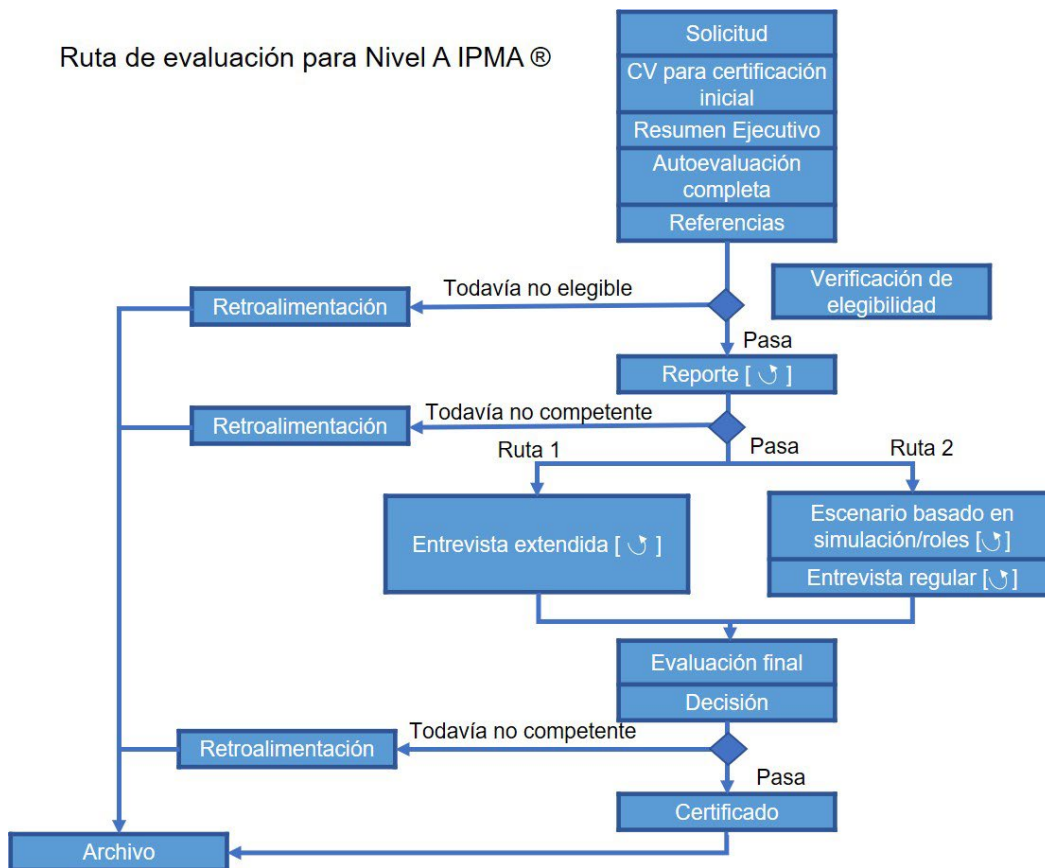 Ruta de evaluación para Nivel A IPMA ®
Solicitud
CV para certificación
inicial
Resumen Ejecutivo
Autoevaluación
completa
Referencias
Verificación de
elegibilidad
Todavía no elegible
Retroalimentación
Pasa
Reporte [ ↺ ]
Todavía no competente
Retroalimentación
Pasa
Ruta 1
Ruta 2
Entrevista extendida [ ↺ ]
Escenario basado en
simulación/roles [↺]
Entrevista regular [↺]
Evaluación final
Decisión
Todavía no competente
Retroalimentación
Pasa
Certificado
Archivo